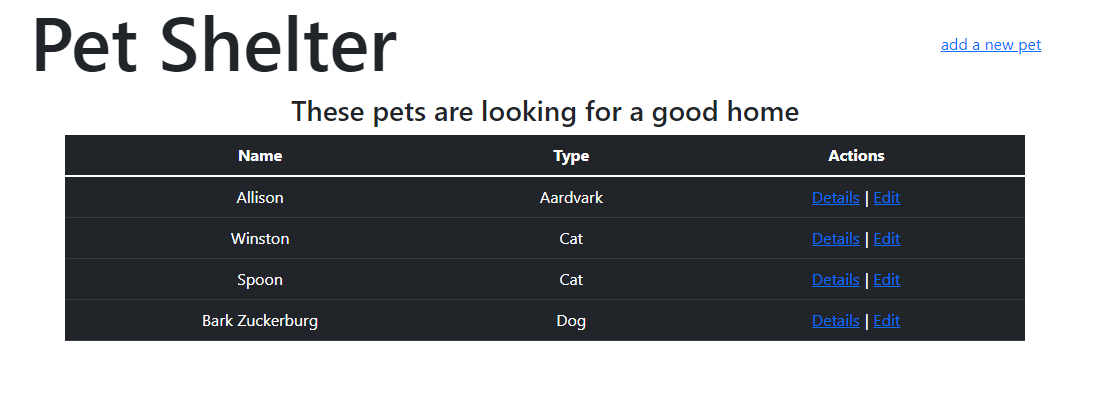 Pet Shelter
add a new pet
These pets are looking for a good home
Name Type Actions
Allison Aardvark Details | Edit
Winston Cat Details | Edit
Spoon Cat Details | Edit
Bark Zuckerburg Dog Details | Edit